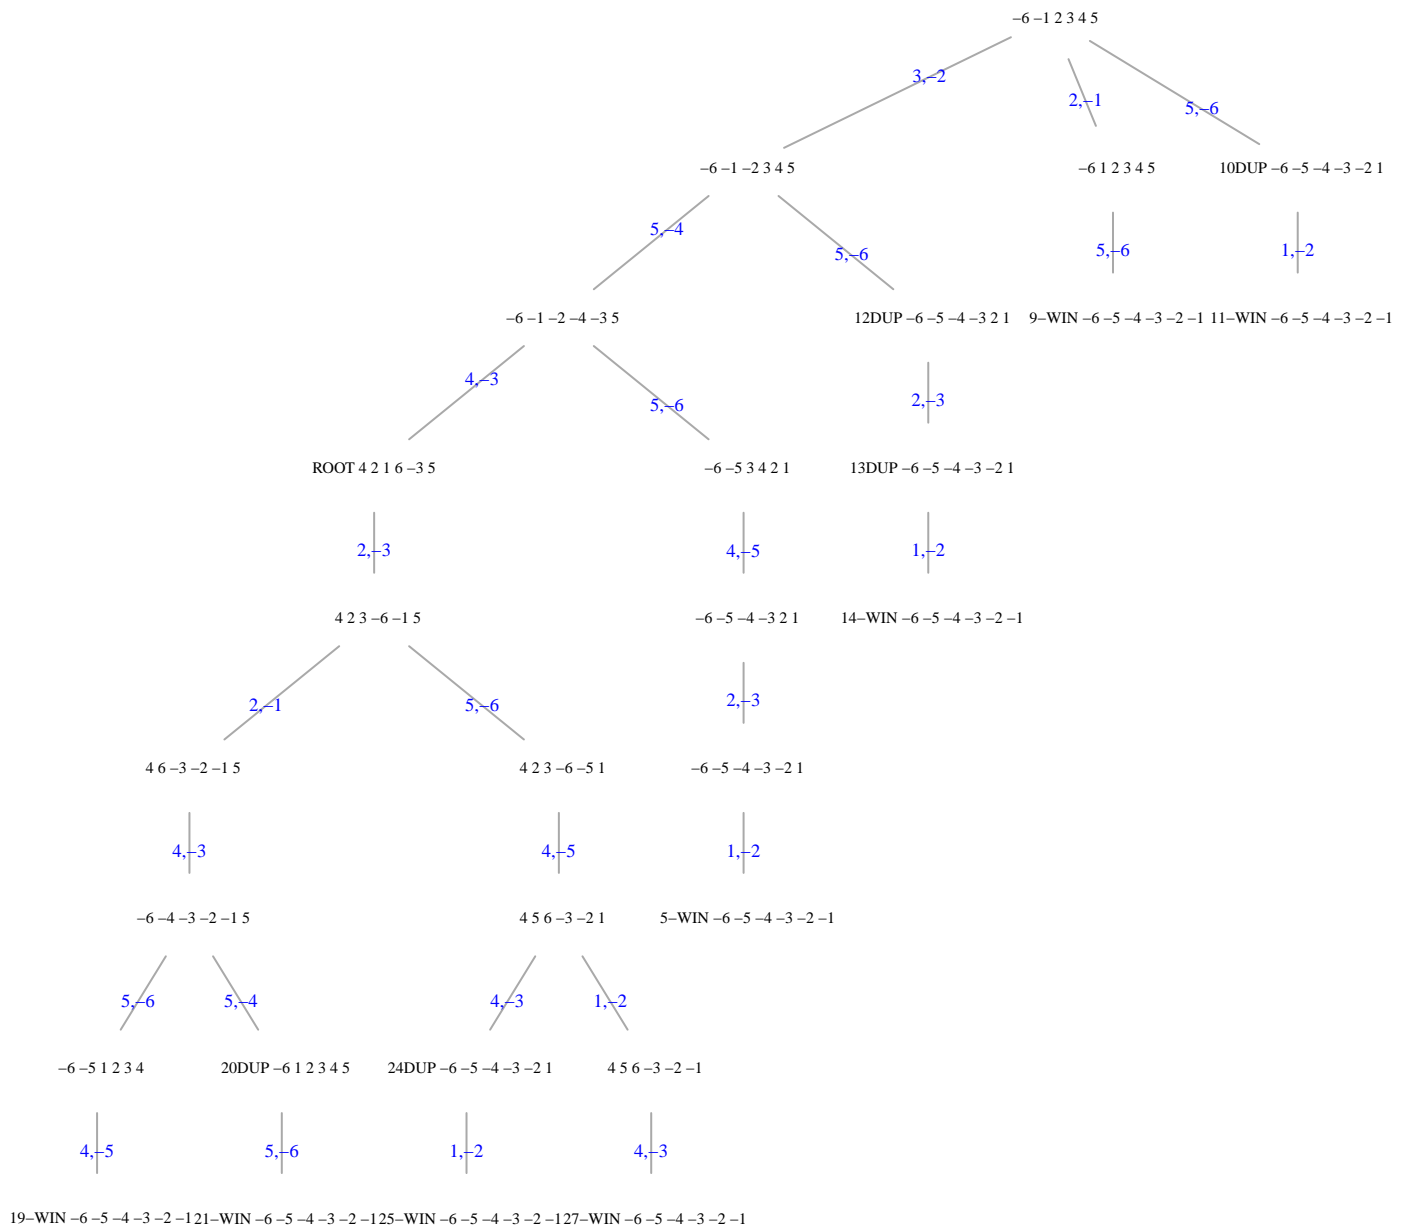 –6 –1 2 3 4 5
3,–2
2,–1
5,–6
–6 –1 –2 3 4 5
–6 1 2 3 4 5
10DUP –6 –5 –4 –3 –2 1
5,–4
5,–6
5,–6
1,–2
–6 –1 –2 –4 –3 5
12DUP –6 –5 –4 –3 2 1
9–WIN –6 –5 –4 –3 –2 –1
11–WIN –6 –5 –4 –3 –2 –1
4,–3
5,–6
2,–3
ROOT 4 2 1 6 –3 5
–6 –5 3 4 2 1
13DUP –6 –5 –4 –3 –2 1
2,–3
4,–5
1,–2
4 2 3 –6 –1 5
–6 –5 –4 –3 2 1
14–WIN –6 –5 –4 –3 –2 –1
2,–1
5,–6
2,–3
4 6 –3 –2 –1 5
4 2 3 –6 –5 1
–6 –5 –4 –3 –2 1
4,–3
4,–5
1,–2
–6 –4 –3 –2 –1 5
4 5 6 –3 –2 1
5–WIN –6 –5 –4 –3 –2 –1
5,–6
5,–4
4,–3
1,–2
–6 –5 1 2 3 4
20DUP –6 1 2 3 4 5
24DUP –6 –5 –4 –3 –2 1
4 5 6 –3 –2 –1
4,–5
5,–6
1,–2
4,–3
19–WIN –6 –5 –4 –3 –2 –1
21–WIN –6 –5 –4 –3 –2 –1
25–WIN –6 –5 –4 –3 –2 –1
27–WIN –6 –5 –4 –3 –2 –1